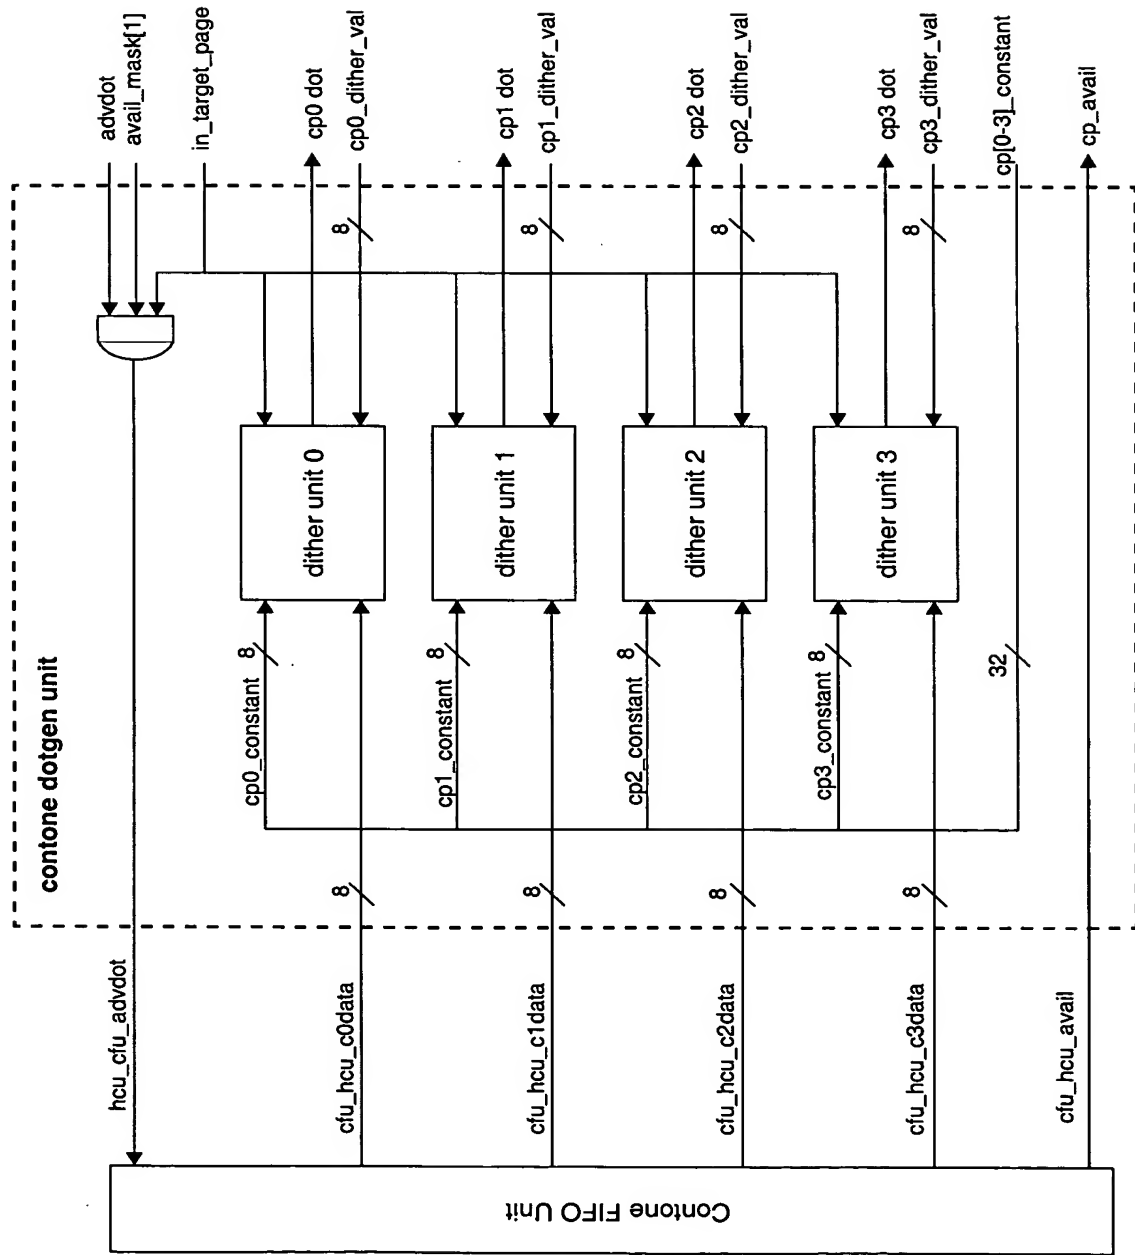 contone dotgen unit
Contone FIFO Unit
hcu_cfu_advdot
advdot
avail_mask[1]
in_target_page
cfu_hcu_c0data
8
cp0_constant
8
dither unit 0
cp0 dot
8
cp0_dither_val
cfu_hcu_c1data
8
cp1_constant
8
dither unit 1
cp1 dot
8
cp1_dither_val
cfu_hcu_c2data
8
cp2_constant
8
dither unit 2
cp2 dot
8
cp2_dither_val
cfu_hcu_c3data
8
cp3_constant
8
dither unit 3
cp3 dot
8
cp3_dither_val
32
cp[0-3]_constant
cfu_hcu_avail
cp_avail